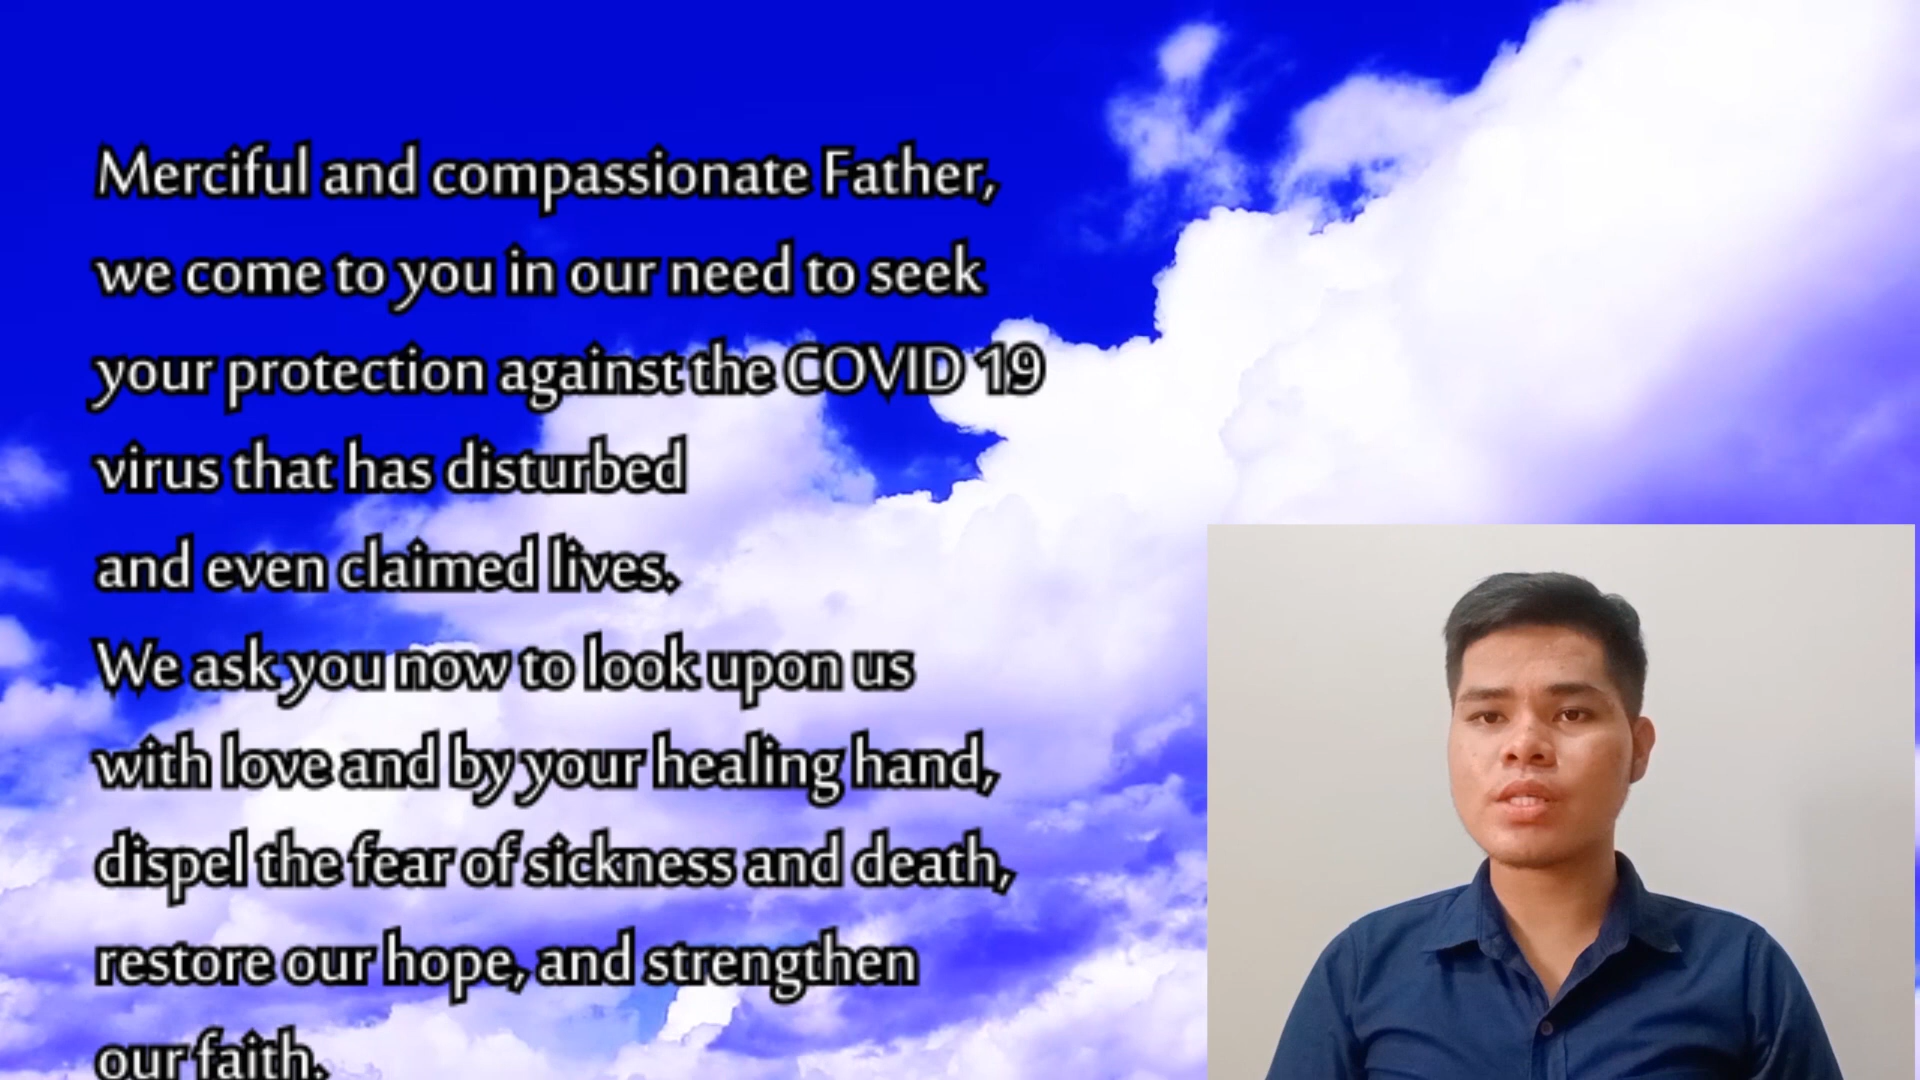 Merciful and compassionate Father,
we come to you in our need to seek
your protection against the COVID 19
virus that has disturbed
and even claimed lives.
We ask you now to look upon us
with love and by your healing hand,
dispel the fear of sickness and death,
restore our hope, and strengthen
our faith.